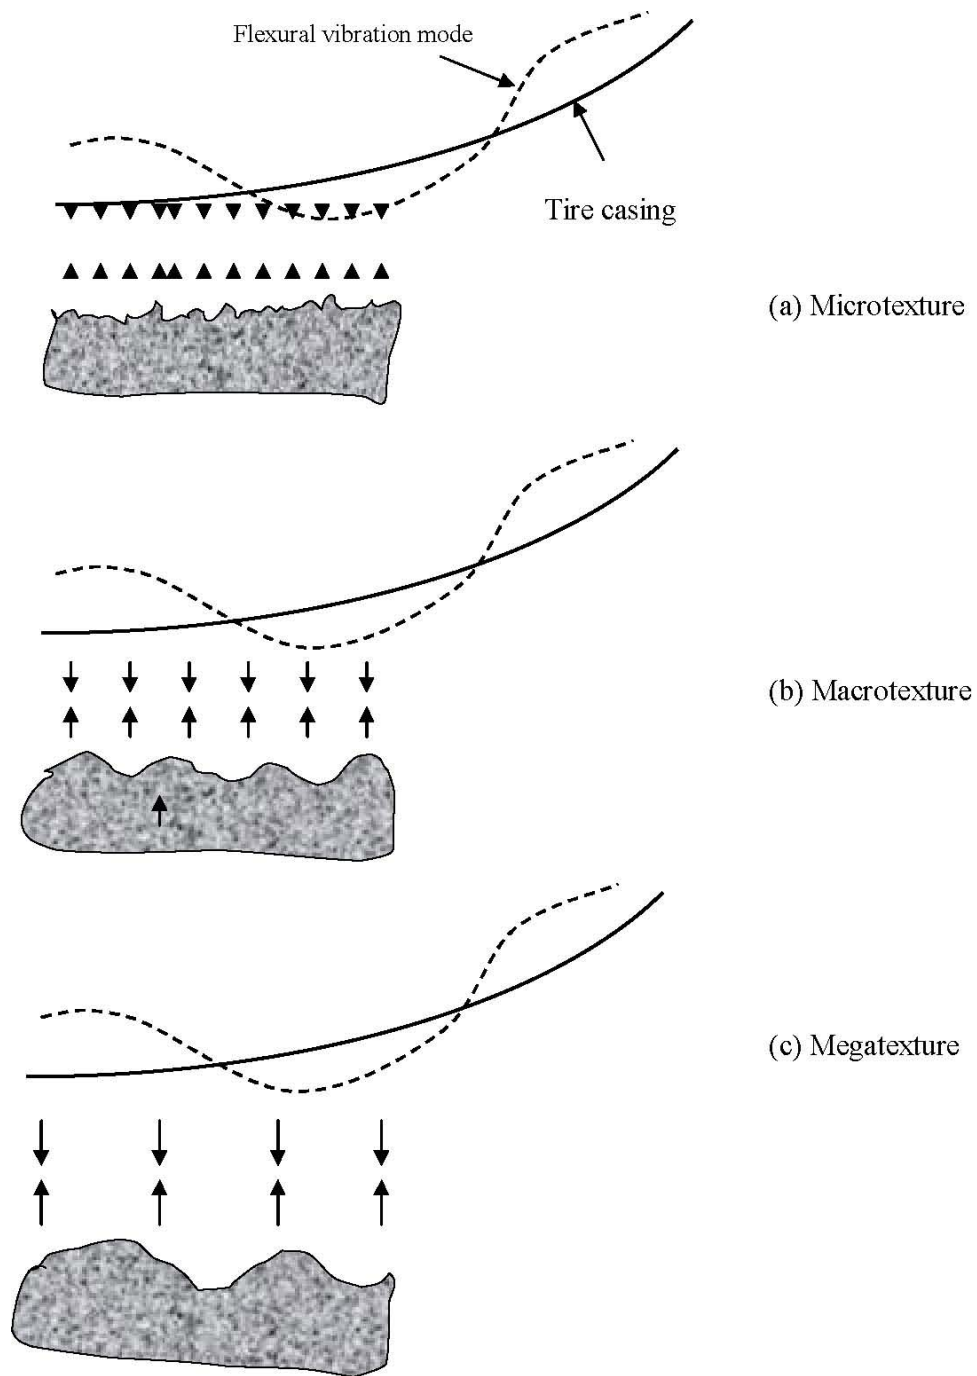 Flexural vibration mode
Tire casing
(a) Microtexture
(b) Macrotexture
(c) Megatexture